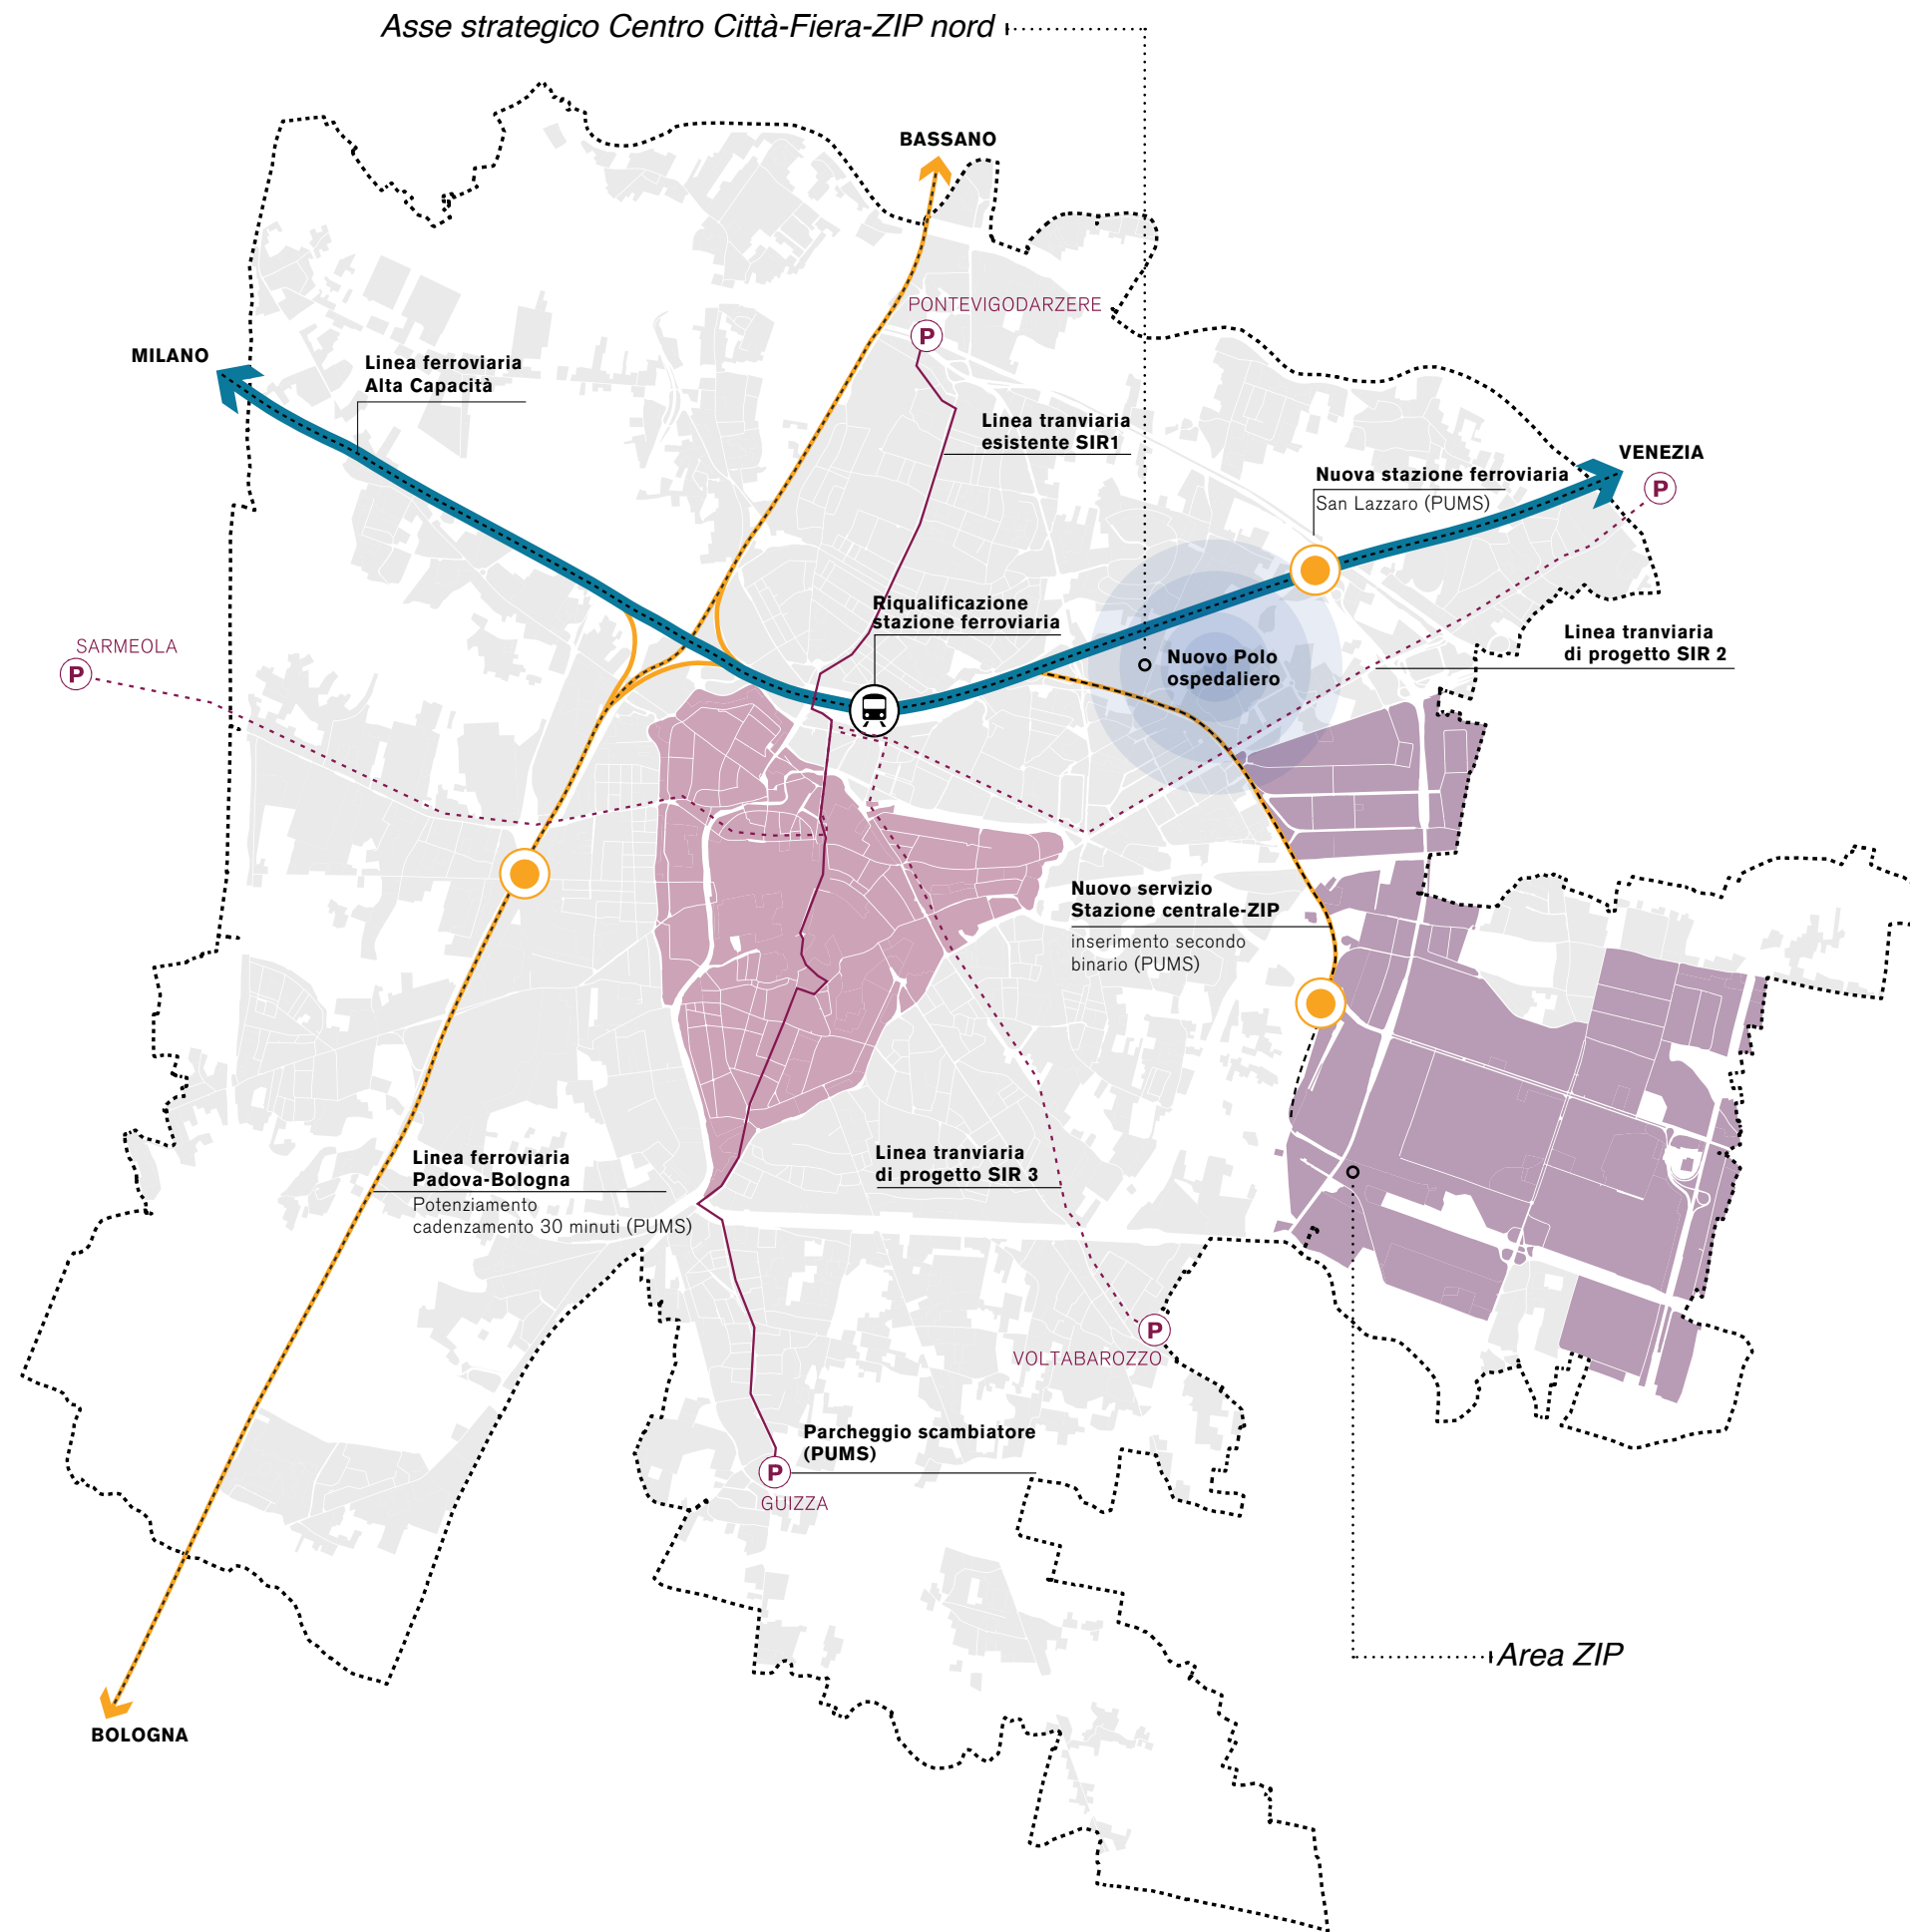 Asse strategico Centro Città-Fiera-ZIP nord
BASSANO
PONTEVIGODARZERE
P
MILANO
Linea ferroviaria
Alta Capacità
Linea tranviaria
esistente SIR1
VENEZIA
P
Nuova stazione ferroviaria
San Lazzaro (PUMS)
Riqualificazione
stazione ferroviaria
SARMEOLA
P
Linea tranviaria
di progetto SIR 2
Nuovo Polo
ospedaliero
Nuovo servizio
Stazione centrale-ZIP
inserimento secondo
binario (PUMS)
Linea ferroviaria
Padova-Bologna
Potenziamento
cadenzamento 30 minuti (PUMS)
Linea tranviaria
di progetto SIR 3
P
VOLTABAROZZO
Parcheggio scambiatore
(PUMS)
P
GUIZZA
Area ZIP
BOLOGNA